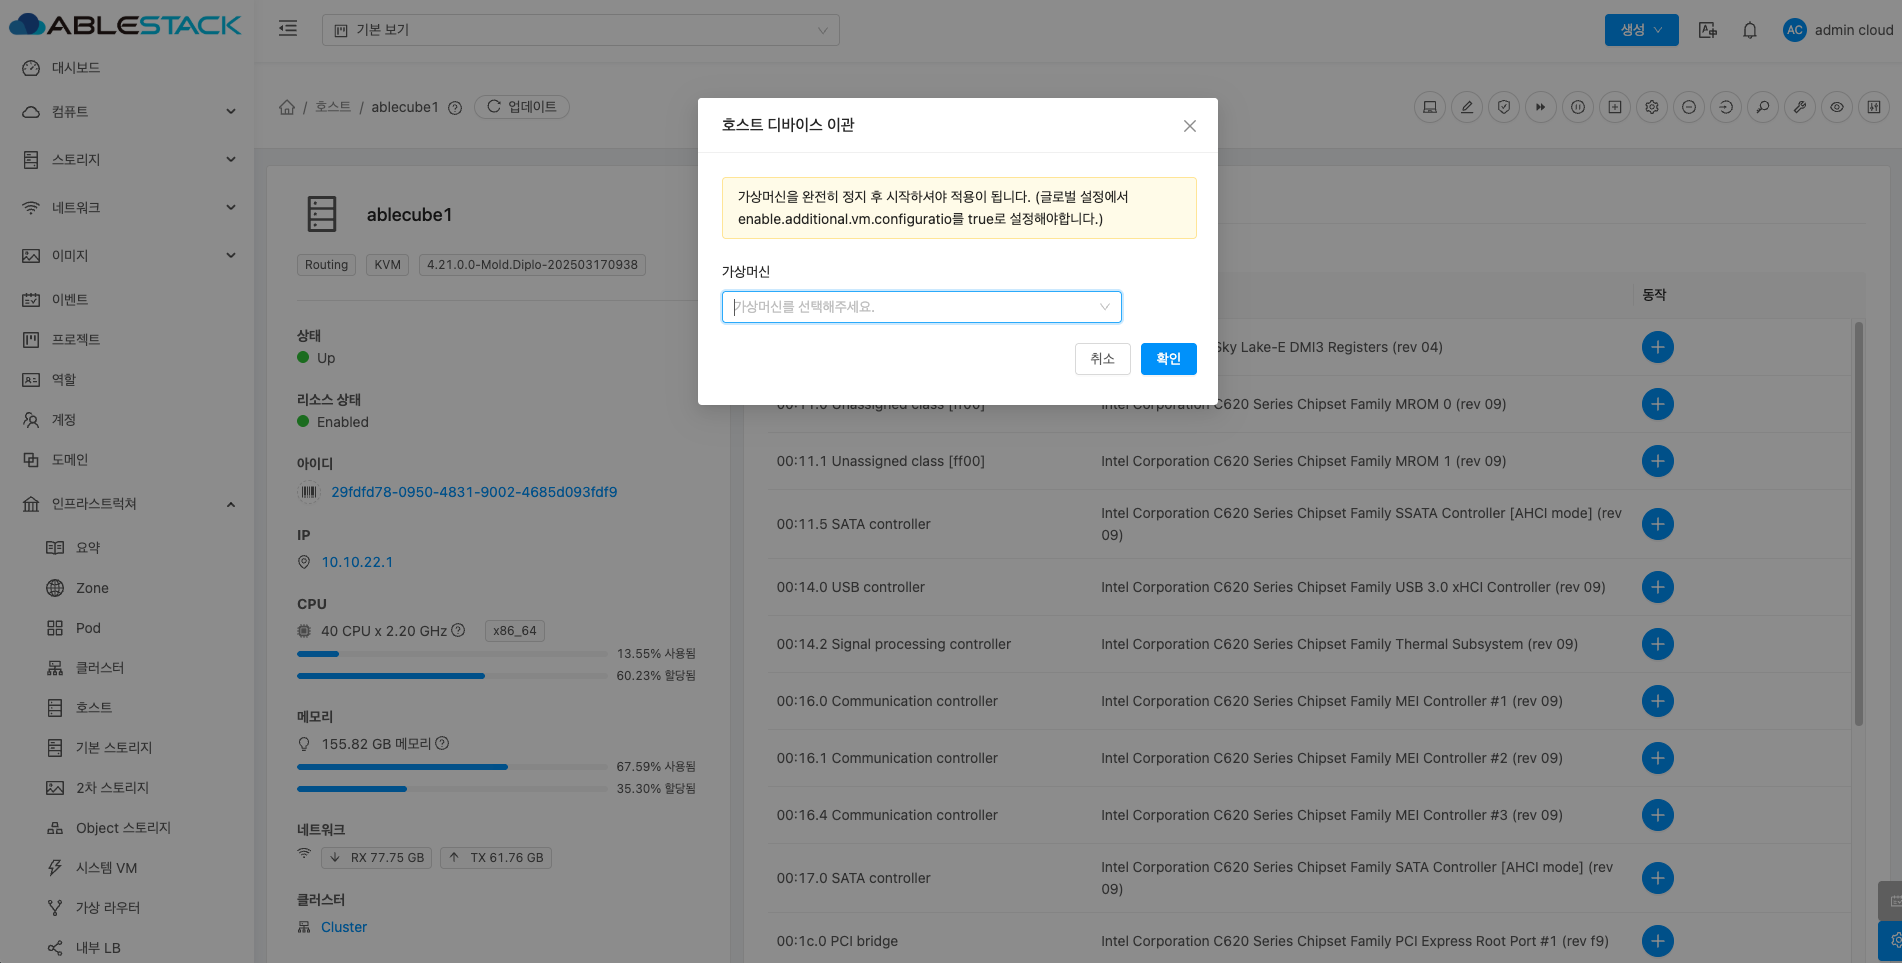 ABLESTACK
기본 보기
생성
AC
admin cloud
대시보드
컴퓨트
스토리지
네트워크
이미지
이벤트
프로젝트
역할
계정
도메인
인프라스트럭쳐
요약
Zone
Pod
클러스터
호스트
기본 스토리지
2차 스토리지
Object 스토리지
시스템 VM
가상 라우터
내부 LB
/ 호스트 / ablecube1
업데이트
ablecube1
Routing
KVM
4.21.0.0-Mold.Diplo-202503170938
상태
Up
리소스 상태
Enabled
아이디
29fdfd78-0950-4831-9002-4685d093fdf9
IP
10.10.22.1
CPU
40 CPU x 2.20 GHz
x86_64
13.55% 사용됨
60.23% 할당됨
메모리
155.82 GB 메모리
67.59% 사용됨
35.30% 할당됨
네트워크
RX 77.75 GB
TX 61.76 GB
클러스터
Cluster
호스트 디바이스 이관
가상머신을 완전히 정지 후 시작하셔야 적용이 됩니다. (글로벌 설정에서
enable.additional.vm.configuratio를 true로 설정해야합니다.)
가상머신
가상머신를 선택해주세요.
취소
확인
동작
Sky Lake-E DMI3 Registers (rev 04)
00:11.0 Unassigned class [ff00]
Intel Corporation C620 Series Chipset Family MROM 0 (rev 09)
00:11.1 Unassigned class [ff00]
Intel Corporation C620 Series Chipset Family MROM 1 (rev 09)
00:11.5 SATA controller
Intel Corporation C620 Series Chipset Family SSATA Controller [AHCI mode] (rev
09)
00:14.0 USB controller
Intel Corporation C620 Series Chipset Family USB 3.0 xHCI Controller (rev 09)
00:14.2 Signal processing controller
Intel Corporation C620 Series Chipset Family Thermal Subsystem (rev 09)
00:16.0 Communication controller
Intel Corporation C620 Series Chipset Family MEI Controller #1 (rev 09)
00:16.1 Communication controller
Intel Corporation C620 Series Chipset Family MEI Controller #2 (rev 09)
00:16.4 Communication controller
Intel Corporation C620 Series Chipset Family MEI Controller #3 (rev 09)
00:17.0 SATA controller
Intel Corporation C620 Series Chipset Family SATA Controller [AHCI mode] (rev
09)
00:1c.0 PCI bridge
Intel Corporation C620 Series Chipset Family PCI Express Root Port #1 (rev f9)